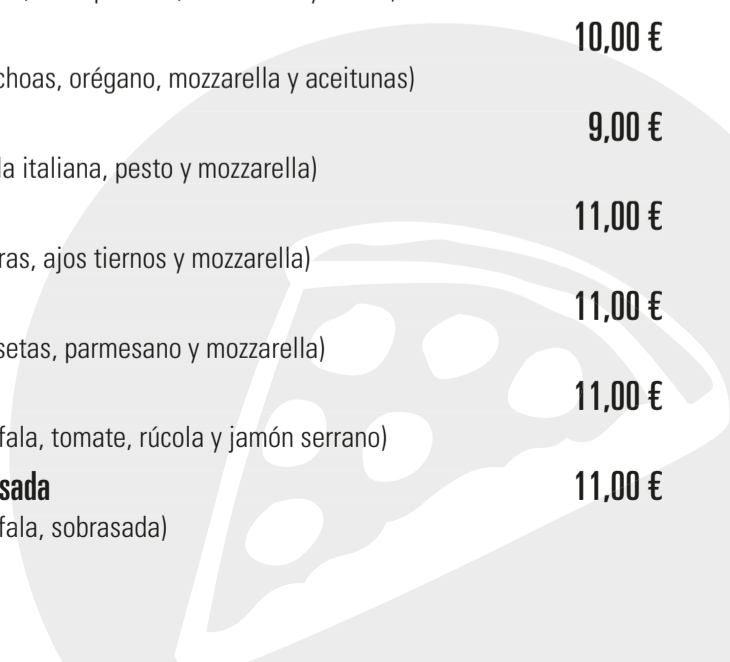 10,00 €
choas, orégano, mozzarella y aceitunas)
9,00 €
la italiana, pesto y mozzarella)
11,00 €
ras, ajos tiernos y mozzarella)
11,00 €
setas, parmesano y mozzarella)
11,00 €
fala, tomate, rúcola y jamón serrano)
sada 11,00 €
fala, sobrasada)